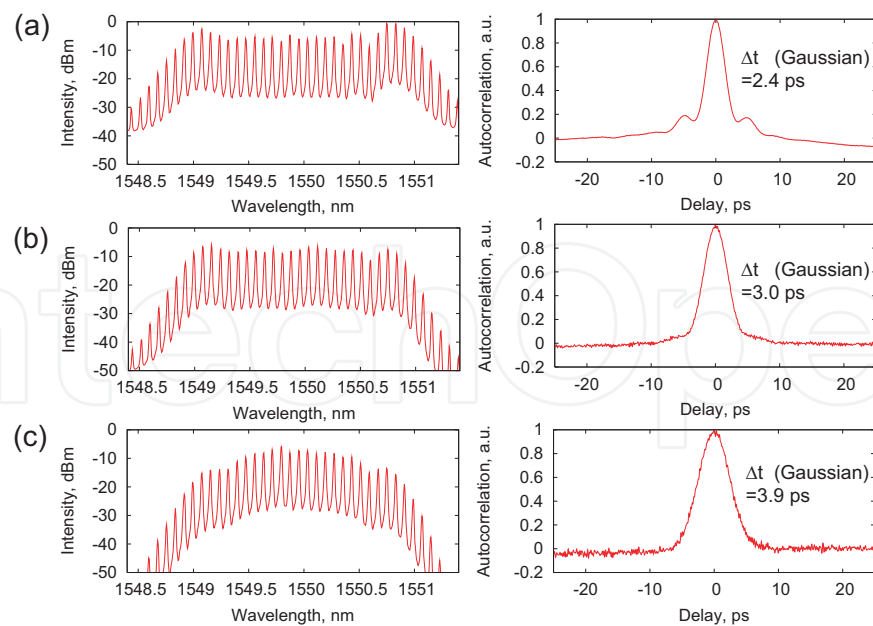 (a)
0
-10
-20
-30
-40
-50
Intensity, dBm
1548.5 1549 1549.5 1550 1550.5 1551
Wavelength, nm
1
0.8
0.6
0.4
0.2
0
-0.2
Autocorrelation, a.u.
Δt (Gaussian)
=2.4 ps
-20 -10 0 10 20
Delay, ps
(b)
0
-10
-20
-30
-40
-50
Intensity, dBm
1548.5 1549 1549.5 1550 1550.5 1551
Wavelength, nm
1
0.8
0.6
0.4
0.2
0
-0.2
Autocorrelation, a.u.
Δt (Gaussian)
=3.0 ps
-20 -10 0 10 20
Delay, ps
(c)
0
-10
-20
-30
-40
-50
Intensity, dBm
1548.5 1549 1549.5 1550 1550.5 1551
Wavelength, nm
1
0.8
0.6
0.4
0.2
0
-0.2
Autocorrelation, a.u.
Δt (Gaussian)
=3.9 ps
-20 -10 0 10 20
Delay, ps
ntechOpe